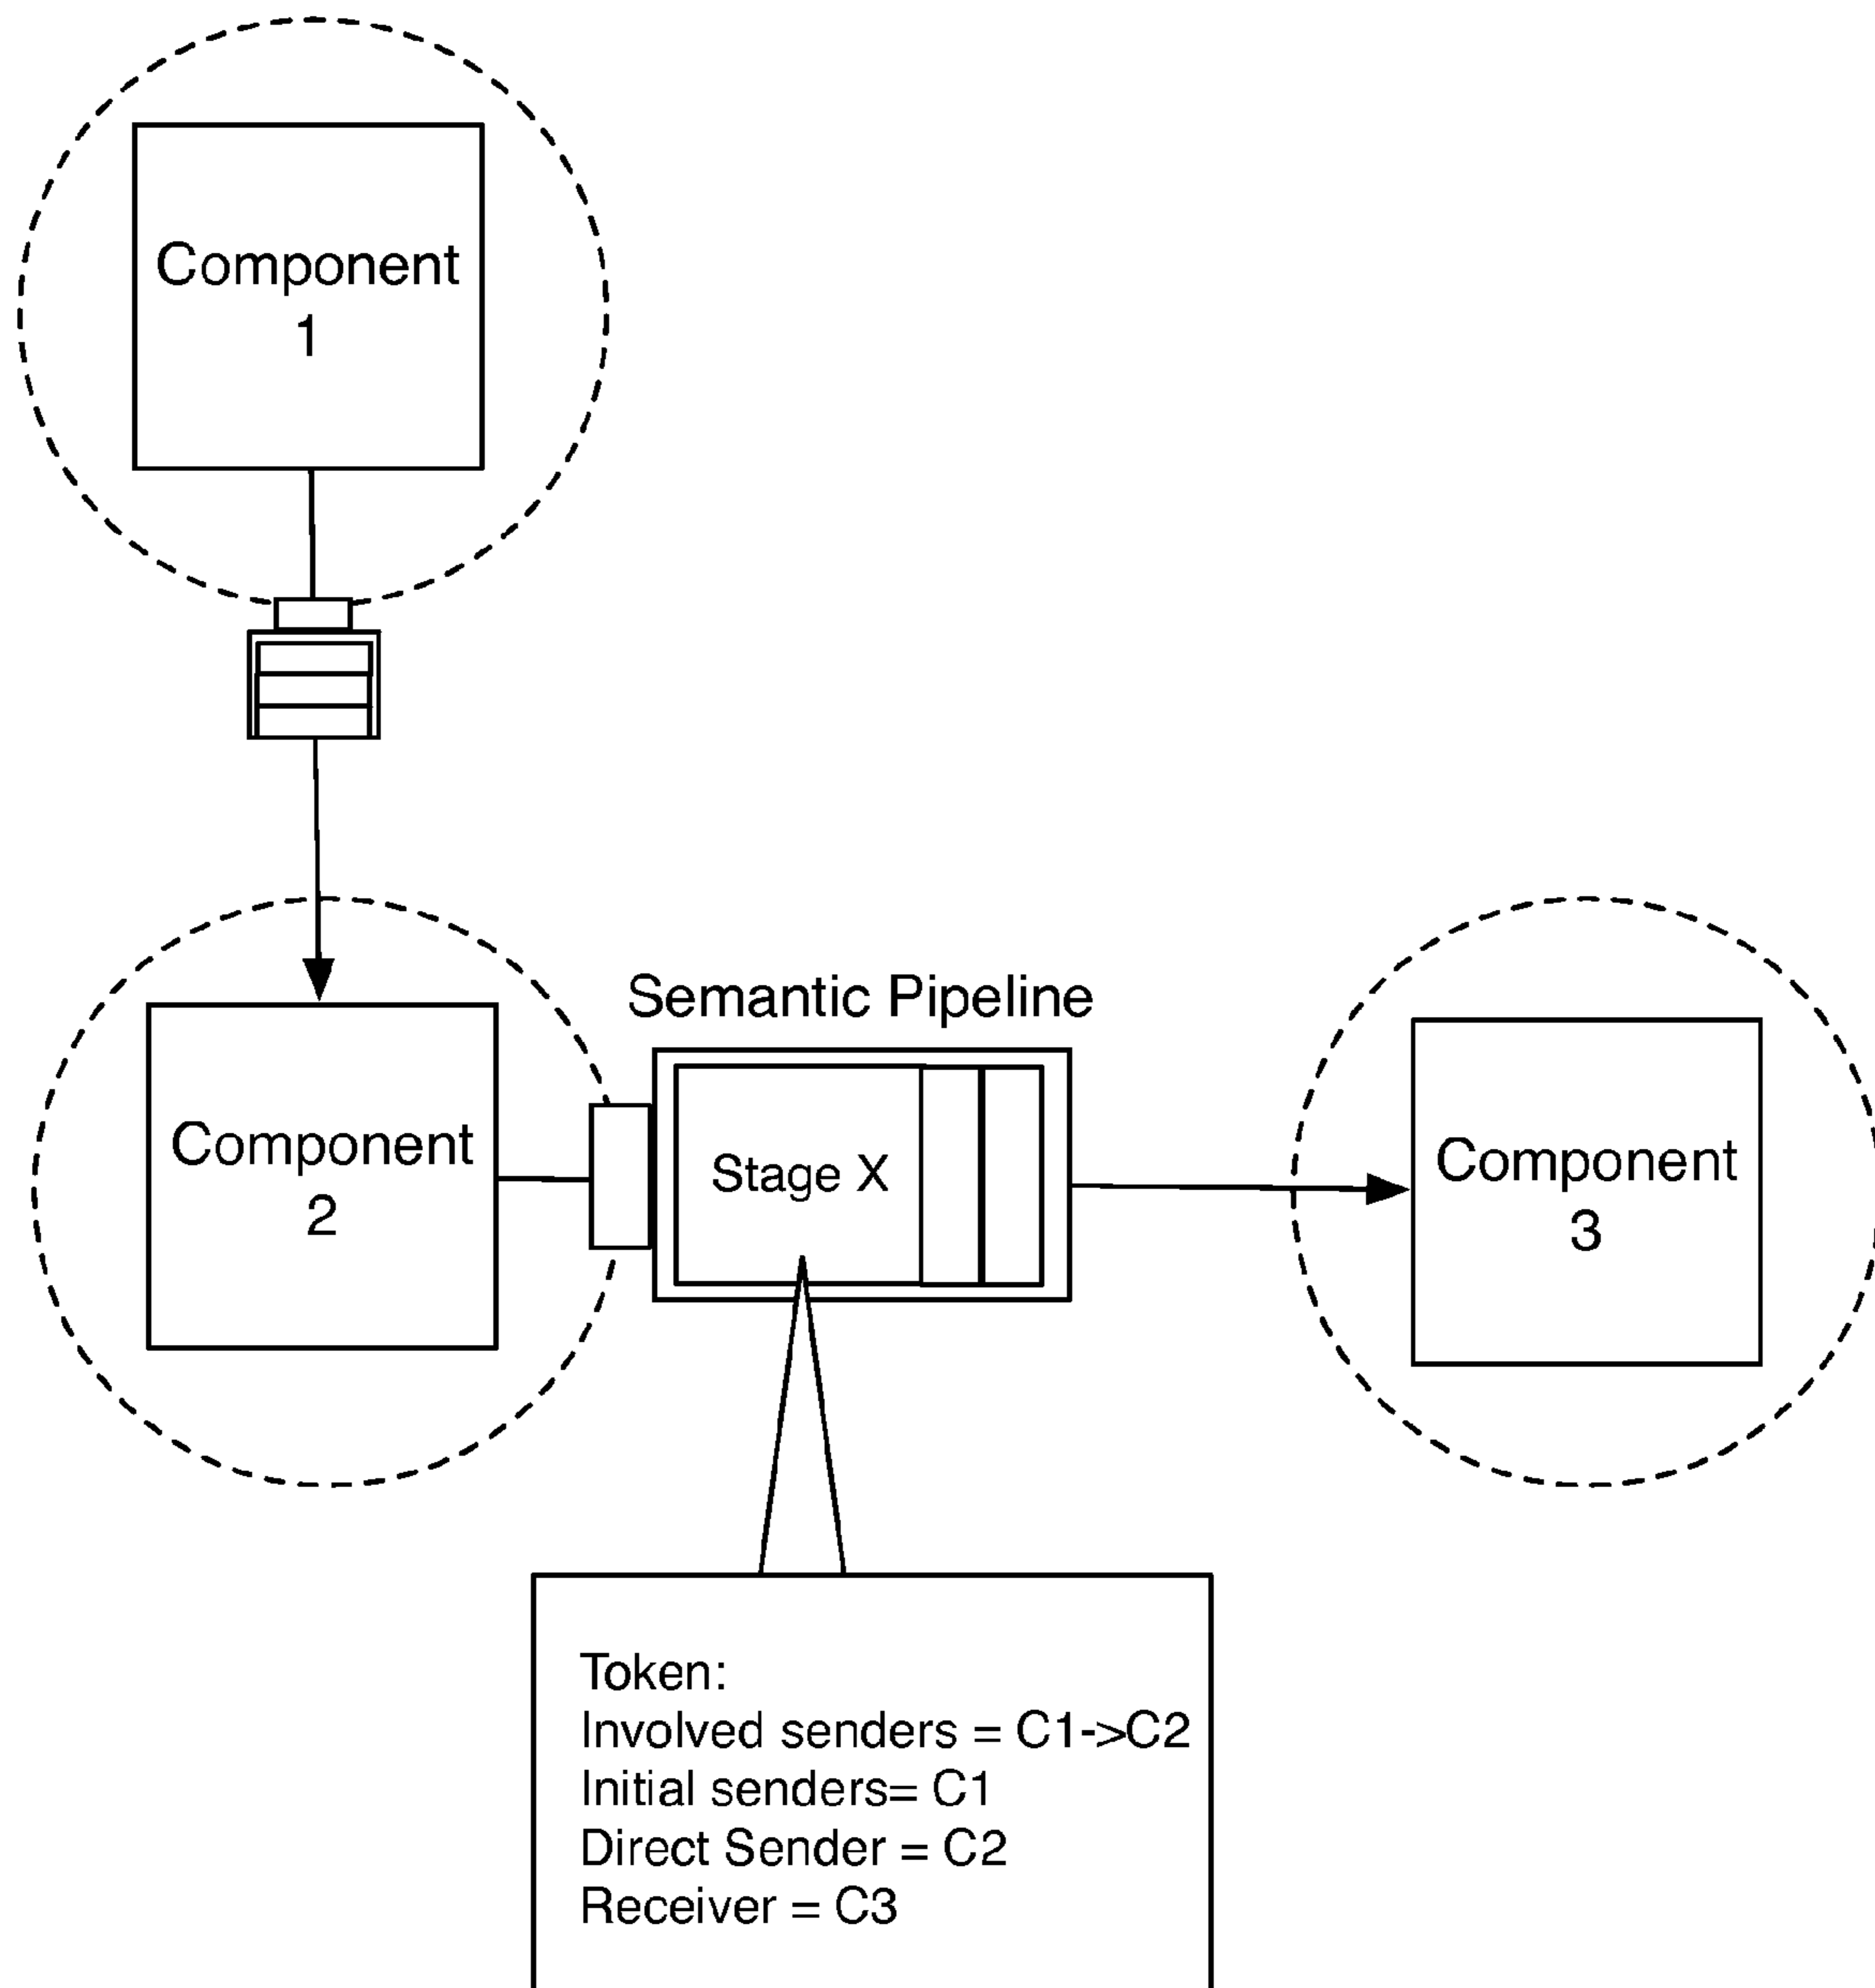 Component
1
Semantic Pipeline
Component
2
Stage X
Component
3
Token:
Involved senders = C1->C2
Initial senders= C1
Direct Sender = C2
Receiver = C3